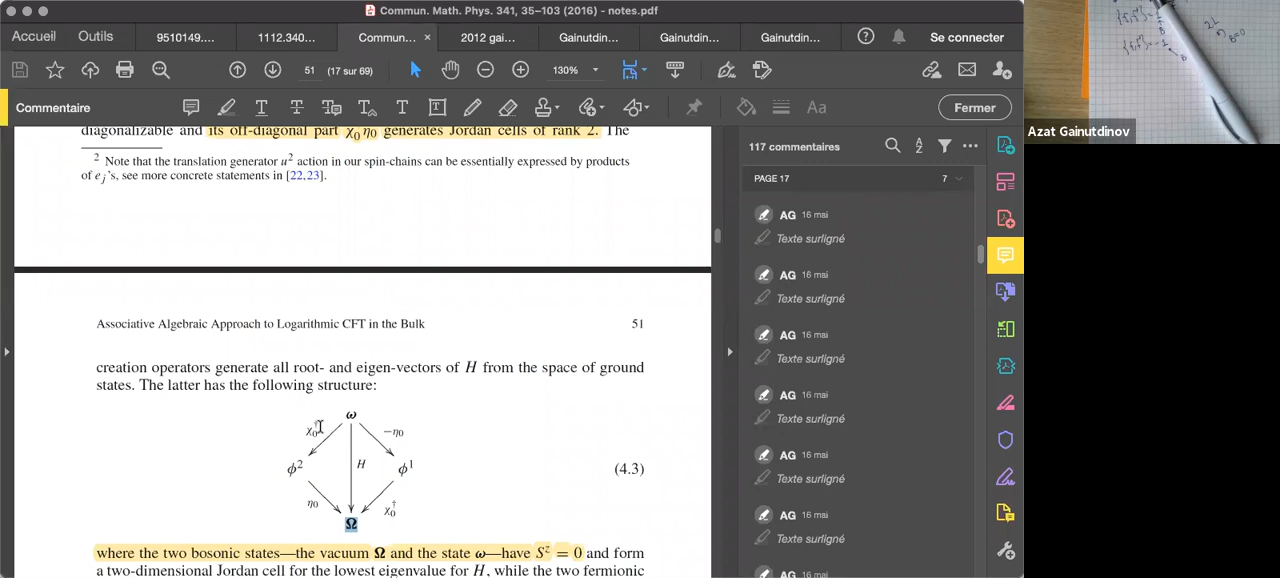 Commun. Math. Phys. 341, 35–103 (2016) - notes.pdf
Accueil Outils 9510149.... 1112.340... Commun... × 2012 gai... Gainutdin... Gainutdin... Gainutdin... Se connecter
51 (17 sur 69) 130%
Commentaire Aa Fermer
diagonalizable and its off-diagonal part χ₀†η₀ generates Jordan cells of rank 2. The
² Note that the translation generator u² action in our spin-chains can be essentially expressed by products
of eⱼ's, see more concrete statements in [22,23].
Associative Algebraic Approach to Logarithmic CFT in the Bulk 51
creation operators generate all root- and eigen-vectors of H from the space of ground
states. The latter has the following structure:
ω
χ₀† −η₀
H
ϕ² ϕ¹ (4.3)
η₀ χ₀†
Ω
where the two bosonic states—the vacuum Ω and the state ω—have Sᶻ = 0 and form
a two-dimensional Jordan cell for the lowest eigenvalue for H, while the two fermionic
117 commentaires
PAGE 17 7
AG 16 mai
Texte surligné
AG 16 mai
Texte surligné
AG 16 mai
Texte surligné
AG 16 mai
Texte surligné
AG 16 mai
Texte surligné
AG 16 mai
Texte surligné
AG 16 mai
Azat Gainutdinov